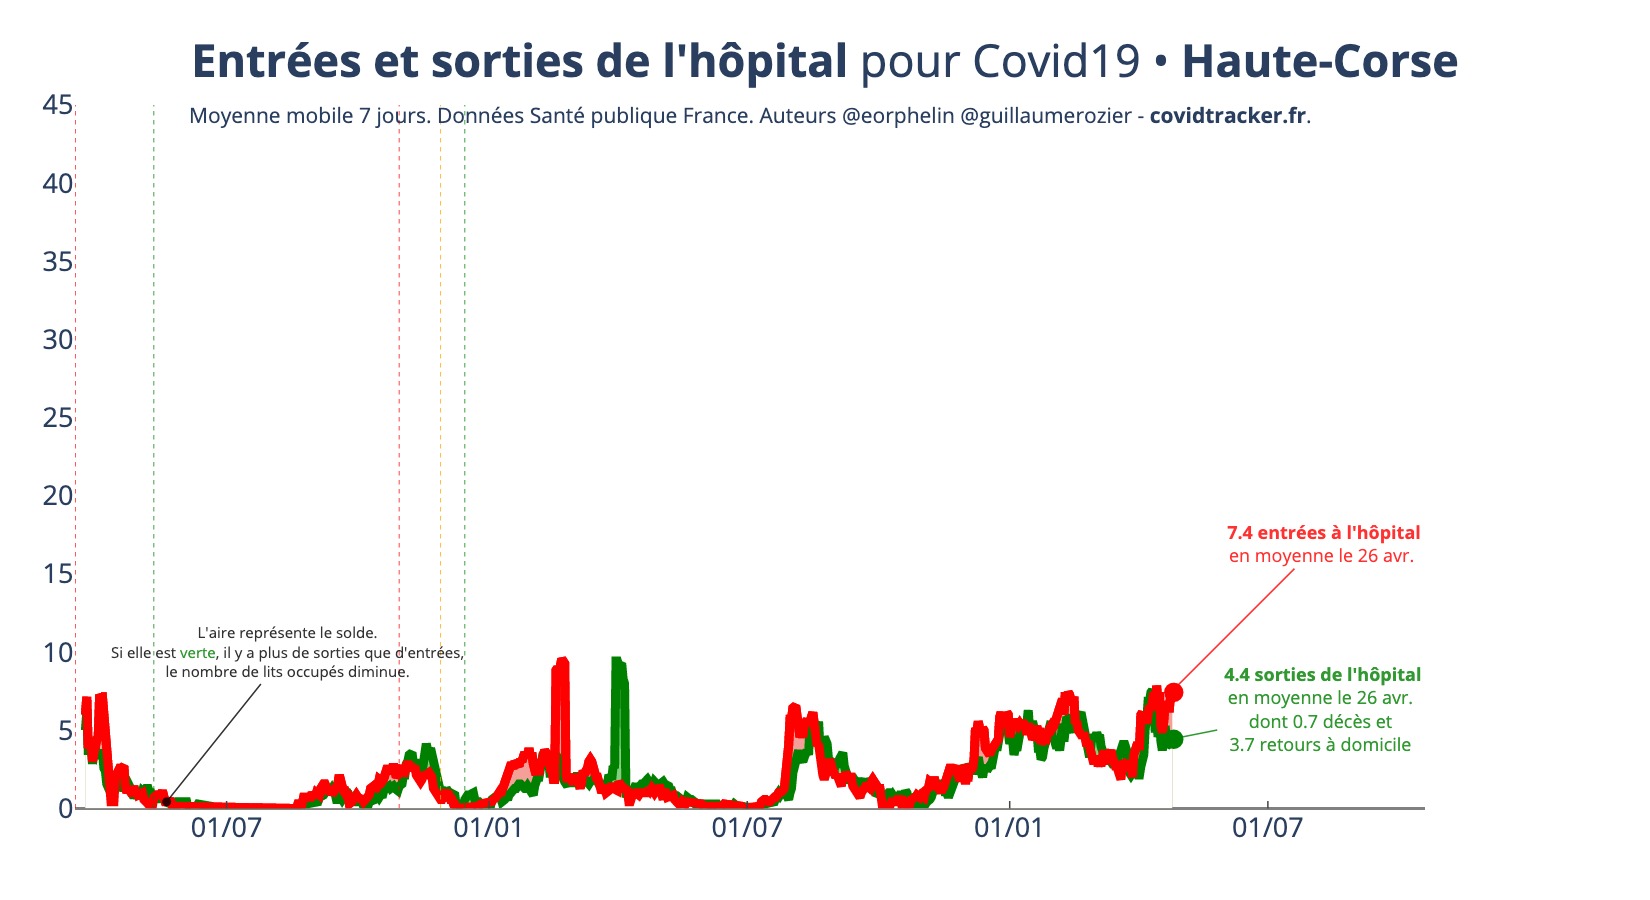 Entrées et sorties de l'hôpital pour Covid19 • Haute-Corse
Moyenne mobile 7 jours. Données Santé publique France. Auteurs @eorphelin @guillaumerozier - covidtracker.fr.
45
40
35
30
25
20
15
10
5
0
L'aire représente le solde.
Si elle est verte, il y a plus de sorties que d'entrées,
le nombre de lits occupés diminue.
7.4 entrées à l'hôpital
en moyenne le 26 avr.
4.4 sorties de l'hôpital
en moyenne le 26 avr.
dont 0.7 décès et
3.7 retours à domicile
01/07
01/01
01/07
01/01
01/07